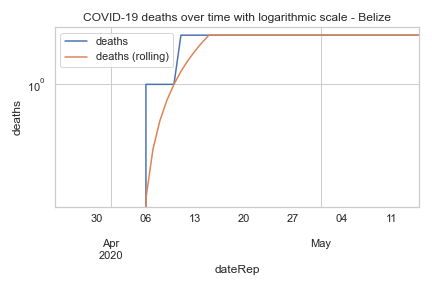 COVID-19 deaths over time with logarithmic scale - Belize
deaths
deaths (rolling)
10⁰
deaths
30 06 13 20 27 04 11
Apr May
2020
dateRep